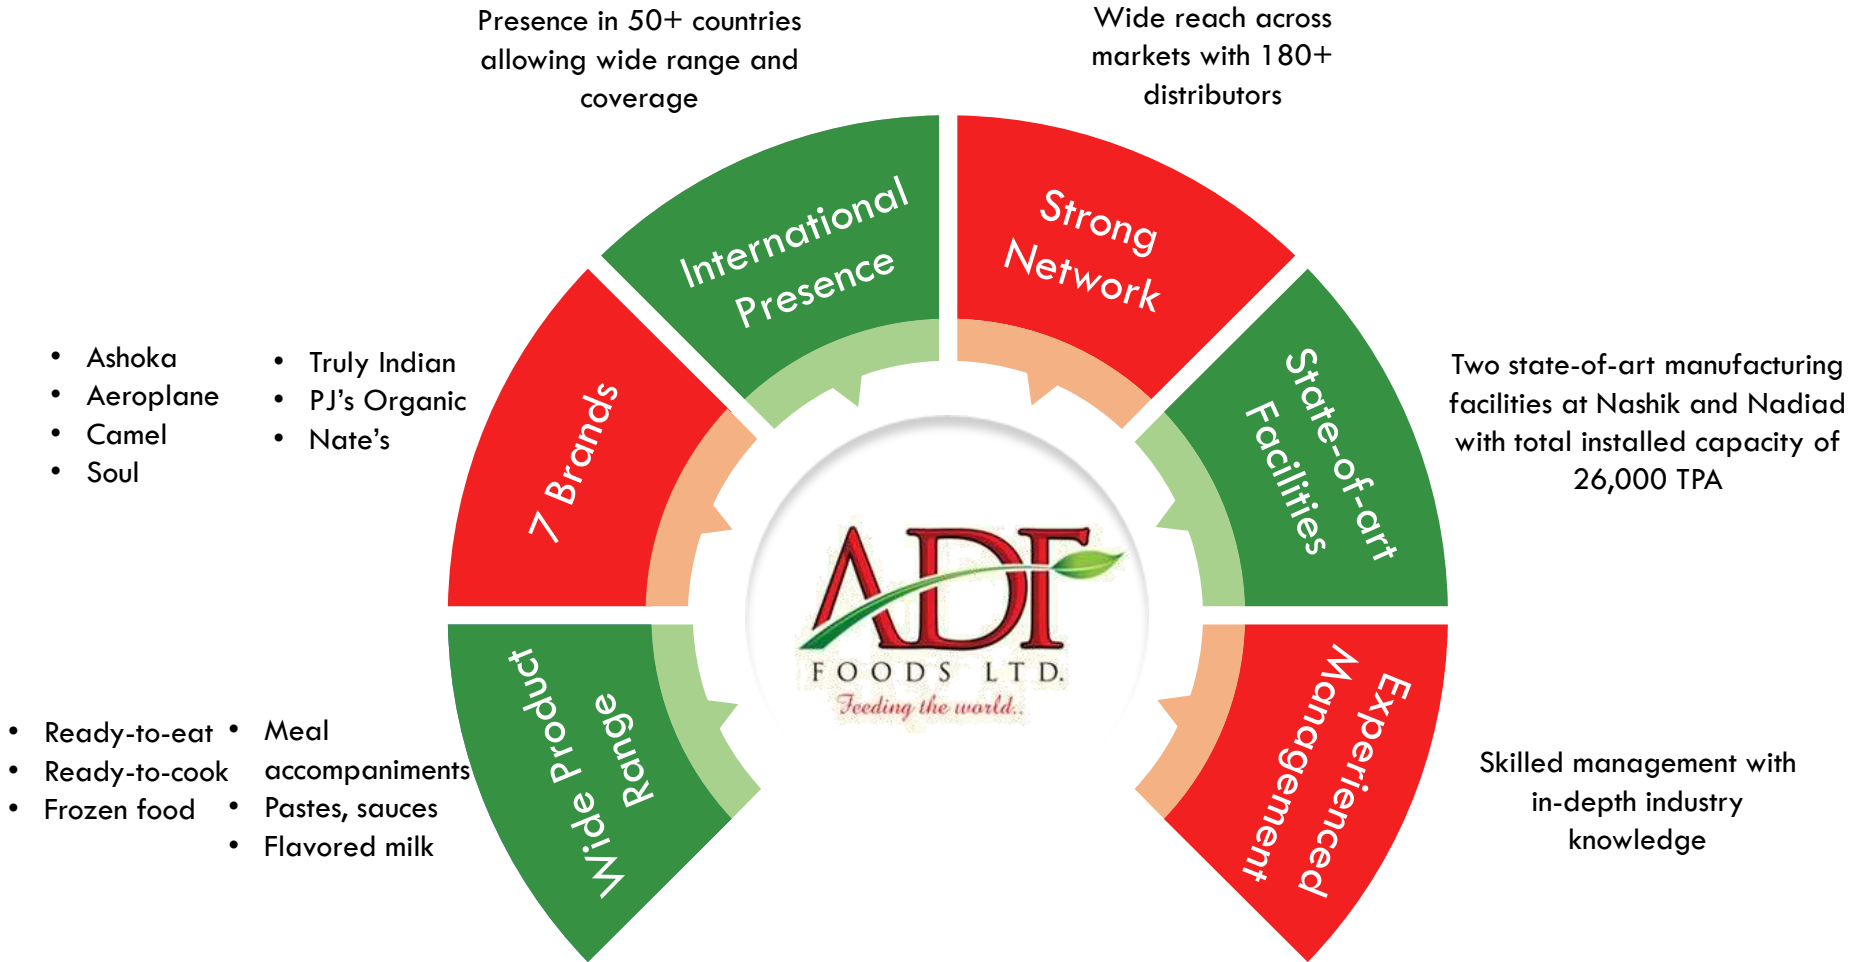 Presence in 50+ countries
allowing wide range and
coverage
Wide reach across
markets with 180+
distributors
International
Presence
Strong
Network
• Ashoka
• Aeroplane
• Camel
• Soul
• Truly Indian
• PJ’s Organic
• Nate’s
7 Brands
State-of-art
Facilities
Two state-of-art manufacturing
facilities at Nashik and Nadiad
with total installed capacity of
26,000 TPA
ADF
FOODS LTD.
Feeding the world..
• Ready-to-eat
• Ready-to-cook
• Frozen food
• Meal
accompaniments
• Pastes, sauces
• Flavored milk
Wide Product
Range
Experienced
Management
Skilled management with
in-depth industry
knowledge